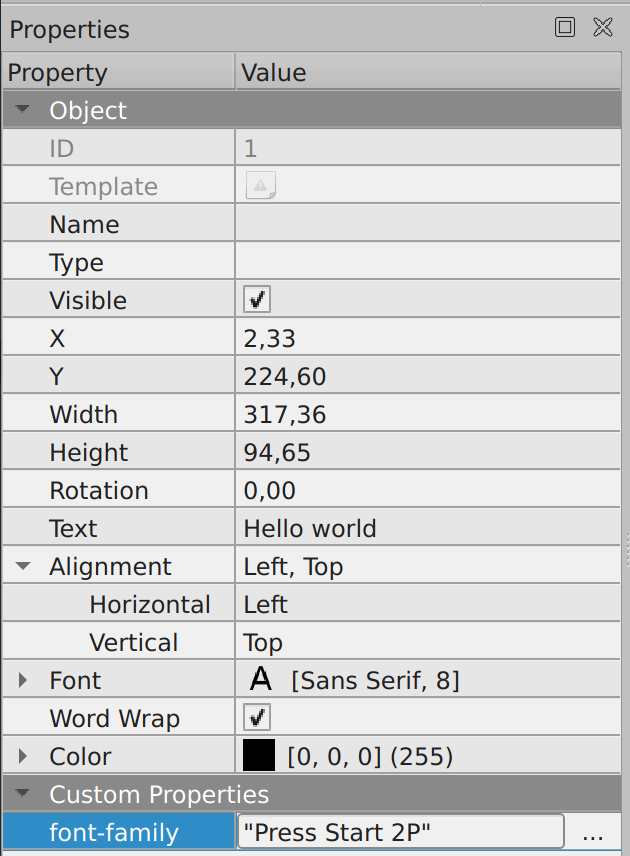 Properties
Property Value
Object
ID 1
Template
Name
Type
Visible
X 2,33
Y 224,60
Width 317,36
Height 94,65
Rotation 0,00
Text Hello world
Alignment Left, Top
Horizontal Left
Vertical Top
Font A [Sans Serif, 8]
Word Wrap
Color [0, 0, 0] (255)
Custom Properties
font-family "Press Start 2P" ...